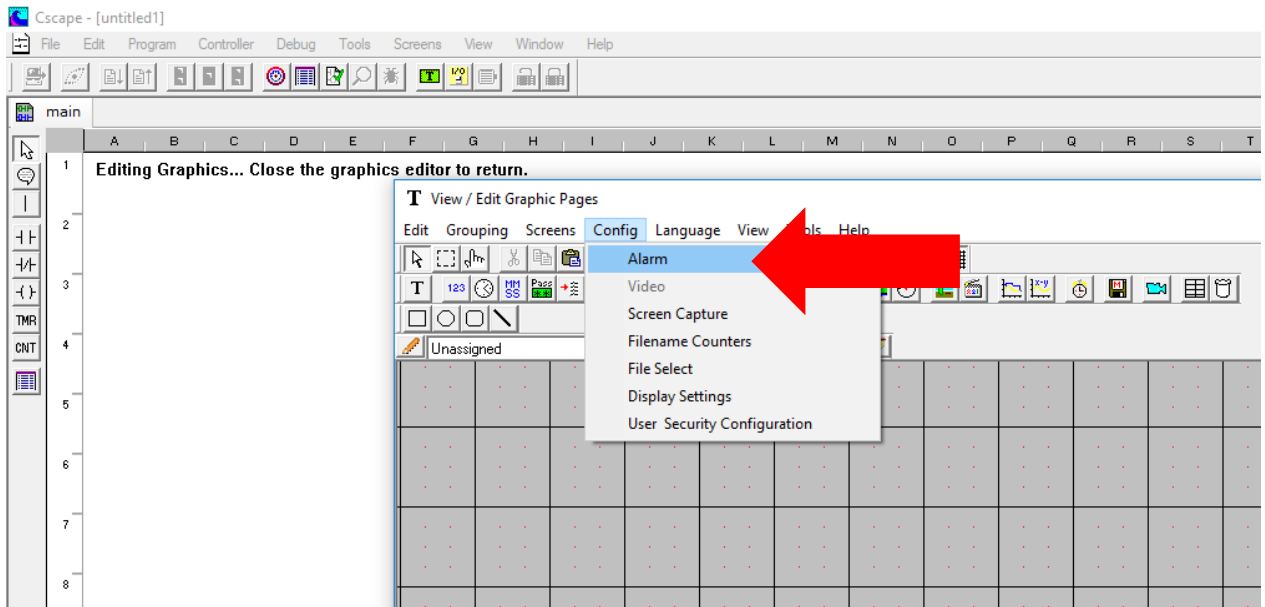 Cscape - [untitled1]
File Edit Program Controller Debug Tools Screens View Window Help
T I/O
main
A B C D E F G H I J K L M N O P Q R S T
1 Editing Graphics... Close the graphics editor to return.
T View / Edit Graphic Pages
2
Edit Grouping Screens Config Language View ols Help
Alarm
3
T 123 MM SS Pass Video X-Y M
TMR
Screen Capture
CNT
4
Unassigned
Filename Counters
File Select
5
Display Settings
User Security Configuration
6
7
8